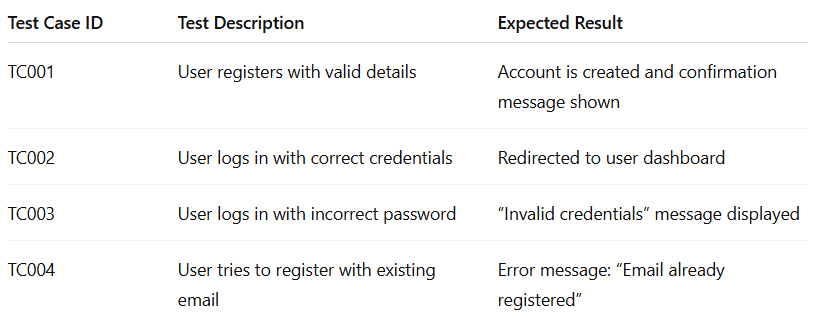 Test Case ID Test Description Expected Result
TC001 User registers with valid details Account is created and confirmation
message shown
TC002 User logs in with correct credentials Redirected to user dashboard
TC003 User logs in with incorrect password “Invalid credentials” message displayed
TC004 User tries to register with existing Error message: “Email already
email registered”